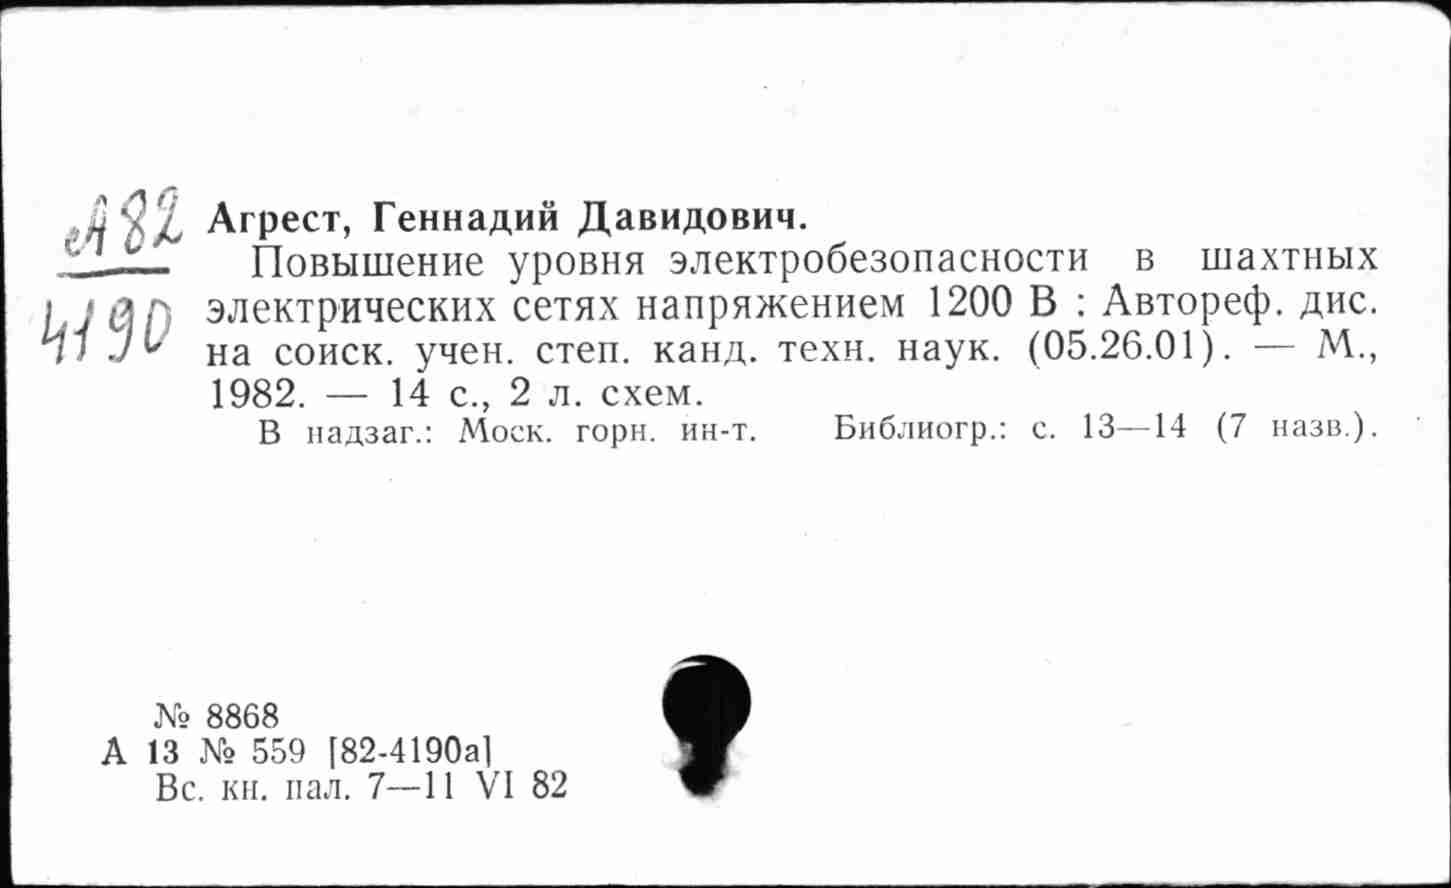 А82
4190
Агрест, Геннадий Давидович.
Повышение уровня электробезопасности в шахтных
электрических сетях напряжением 1200 В : Автореф. дис.
на соиск. учен. степ. канд. техн. наук. (05.26.01). — М.,
1982. — 14 с., 2 л. схем.
В надзаг.: Моск. горн. ин-т. Библиогр.: с. 13—14 (7 назв.).
№ 8868
А 13 № 559 [82-4190а]
Вс. кн. пал. 7—11 VI 82